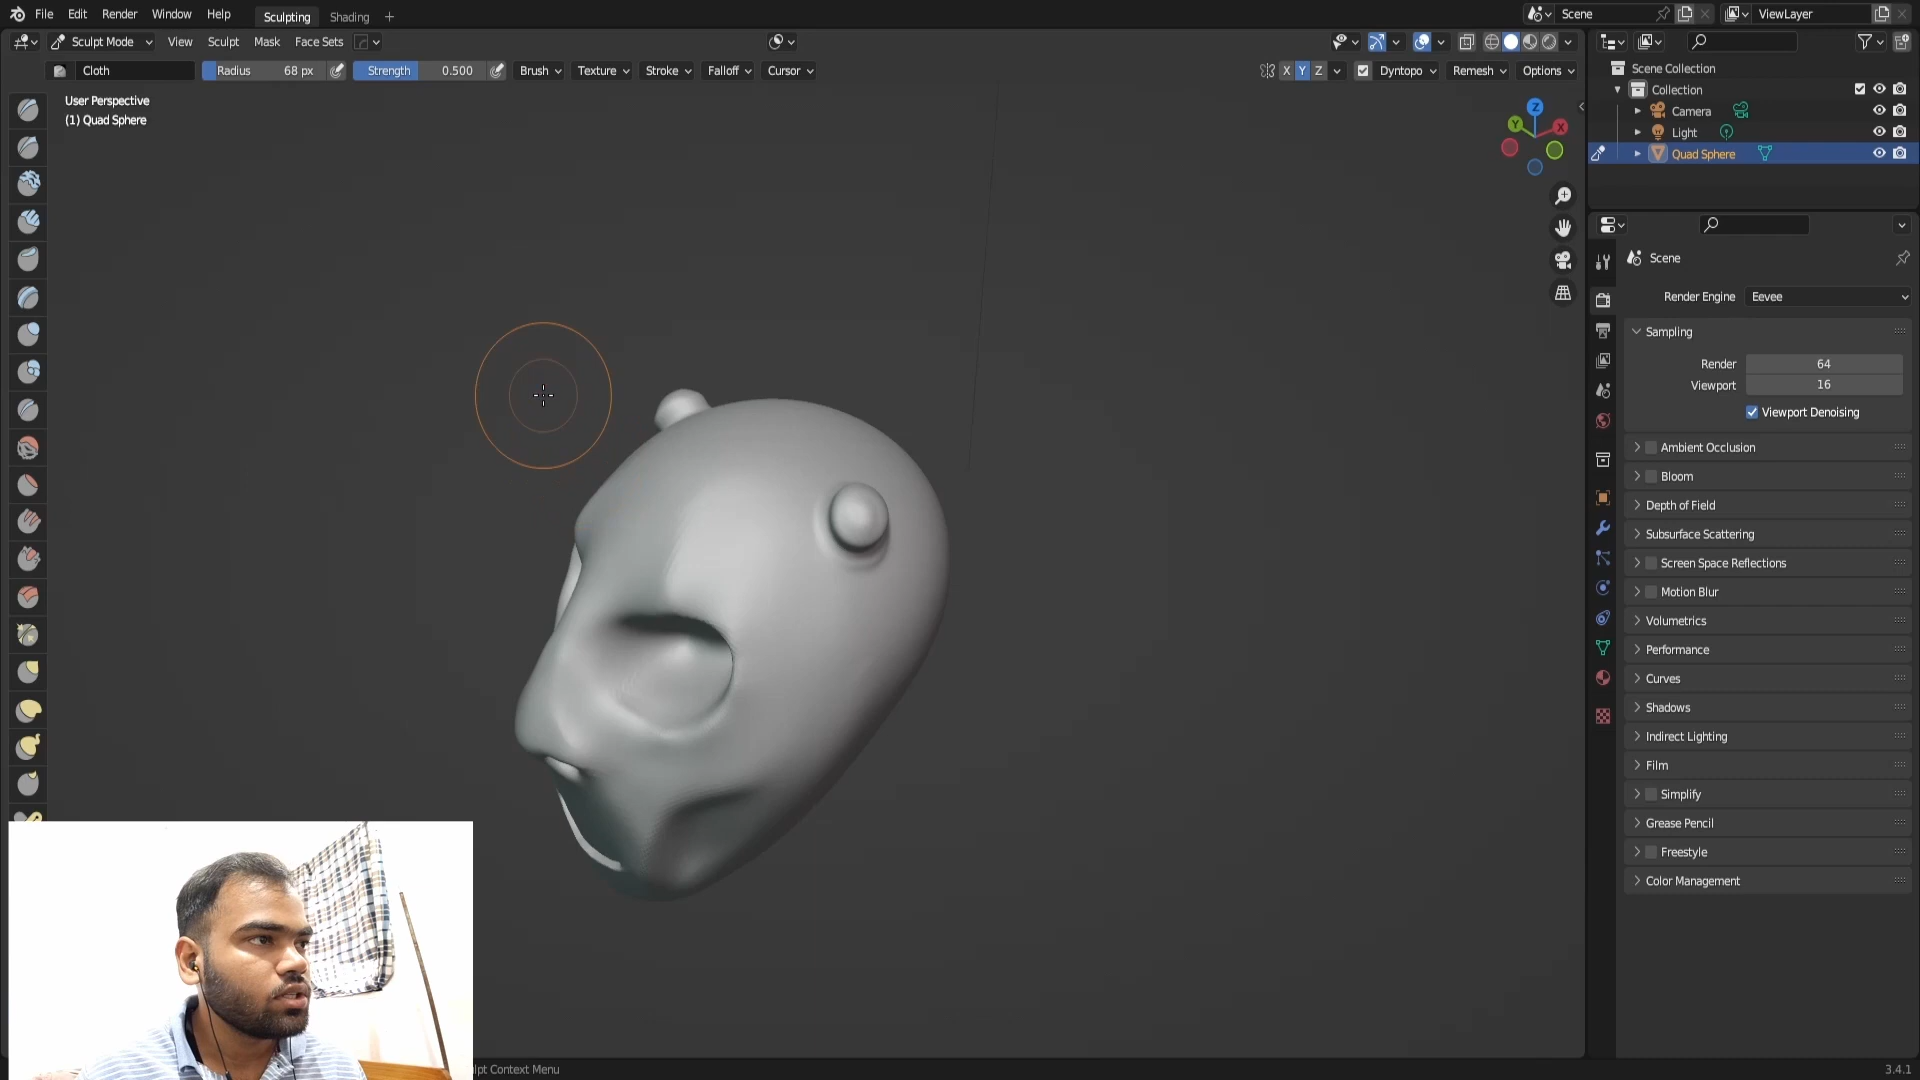 File Edit Render Window Help Sculpting Shading + Scene ViewLayer
Sculpt Mode View Sculpt Mask Face Sets
Cloth Radius 68 px Strength 0.500 Brush Texture Stroke Falloff Cursor X Y Z Dyntopo Remesh Options
User Perspective
(1) Quad Sphere
Z
Y
X
Scene Collection
Collection
Camera
Light
Quad Sphere
Scene
Render Engine Eevee
Sampling
Render 64
Viewport 16
Viewport Denoising
Ambient Occlusion
Bloom
Depth of Field
Subsurface Scattering
Screen Space Reflections
Motion Blur
Volumetrics
Performance
Curves
Shadows
Indirect Lighting
Film
Simplify
Grease Pencil
Freestyle
Color Management
lpt Context Menu
3.4.1